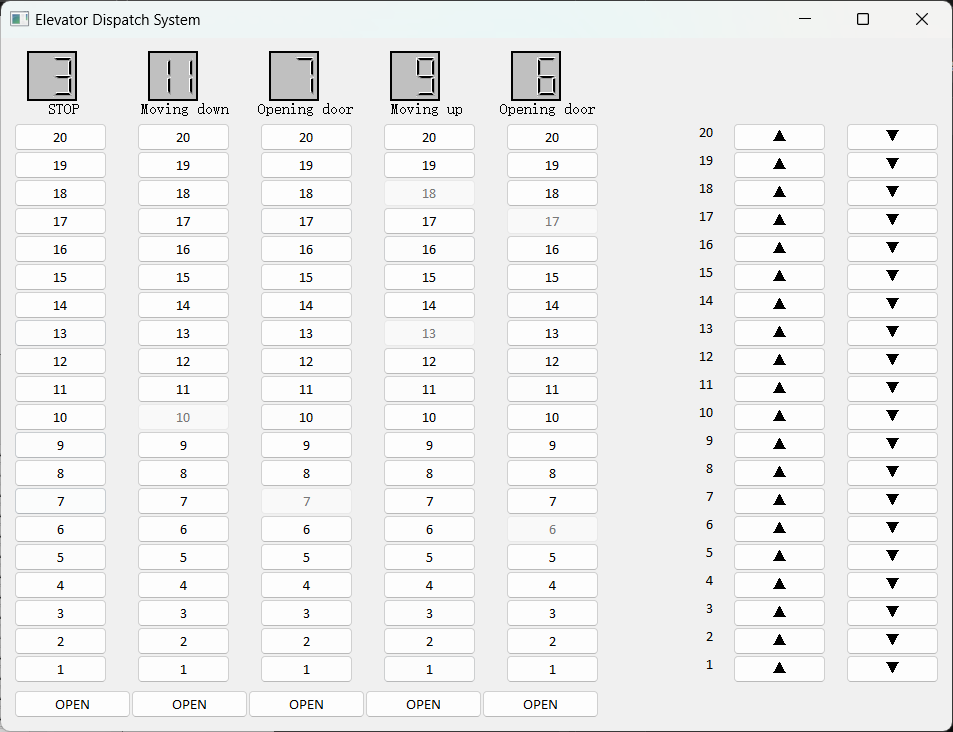 Elevator Dispatch System
3 11 7 9 6
STOP Moving down Opening door Moving up Opening door
20 20 20 20 20 20 ▲ ▼
19 19 19 19 19 19 ▲ ▼
18 18 18 18 18 18 ▲ ▼
17 17 17 17 17 17 ▲ ▼
16 16 16 16 16 16 ▲ ▼
15 15 15 15 15 15 ▲ ▼
14 14 14 14 14 14 ▲ ▼
13 13 13 13 13 13 ▲ ▼
12 12 12 12 12 12 ▲ ▼
11 11 11 11 11 11 ▲ ▼
10 10 10 10 10 10 ▲ ▼
9 9 9 9 9 9 ▲ ▼
8 8 8 8 8 8 ▲ ▼
7 7 7 7 7 7 ▲ ▼
6 6 6 6 6 6 ▲ ▼
5 5 5 5 5 5 ▲ ▼
4 4 4 4 4 4 ▲ ▼
3 3 3 3 3 3 ▲ ▼
2 2 2 2 2 2 ▲ ▼
1 1 1 1 1 1 ▲ ▼
OPEN OPEN OPEN OPEN OPEN